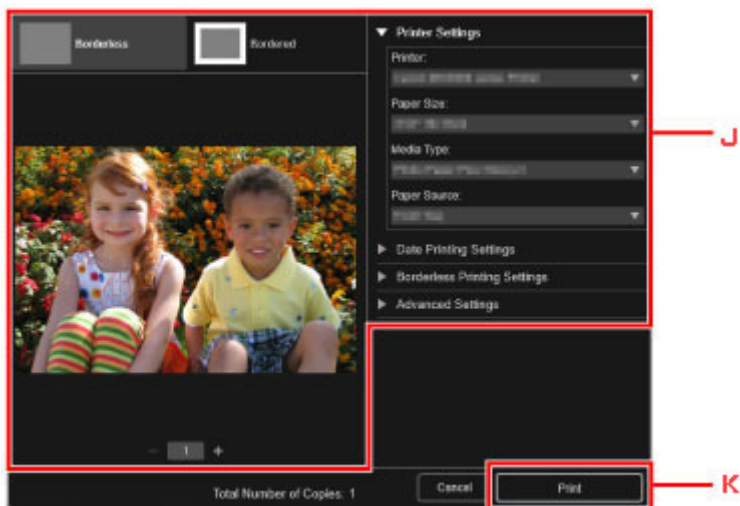 Borderless
Bordered
Printer Settings
Printer:
Paper Size:
J
Media Type:
Paper Source:
Date Printing Settings
Borderless Printing Settings
Advanced Settings
- 1 +
Total Number of Copies: 1
Cancel
Print
K